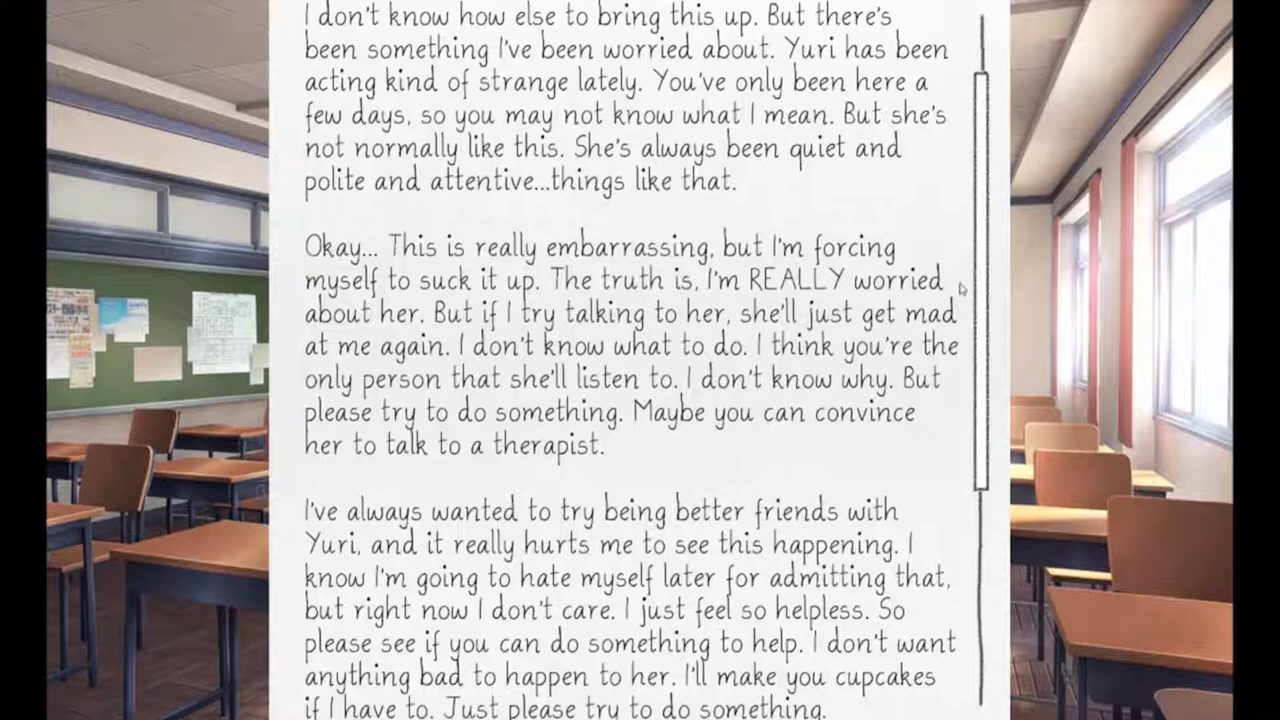 I don't know how else to bring this up. But there's
been something I've been worried about. Yuri has been
acting kind of strange lately. You've only been here a
few days, so you may not know what I mean. But she's
not normally like this. She's always been quiet and
polite and attentive...things like that.
Okay... This is really embarrassing, but I'm forcing
myself to suck it up. The truth is, I'm REALLY worried
about her. But if I try talking to her, she'll just get mad
at me again. I don't know what to do. I think you're the
only person that she'll listen to. I don't know why. But
please try to do something. Maybe you can convince
her to talk to a therapist.
I've always wanted to try being better friends with
Yuri, and it really hurts me to see this happening. I
know I'm going to hate myself later for admitting that,
but right now I don't care. I just feel so helpless. So
please see if you can do something to help. I don't want
anything bad to happen to her. I'll make you cupcakes
if I have to. Just please try to do something.